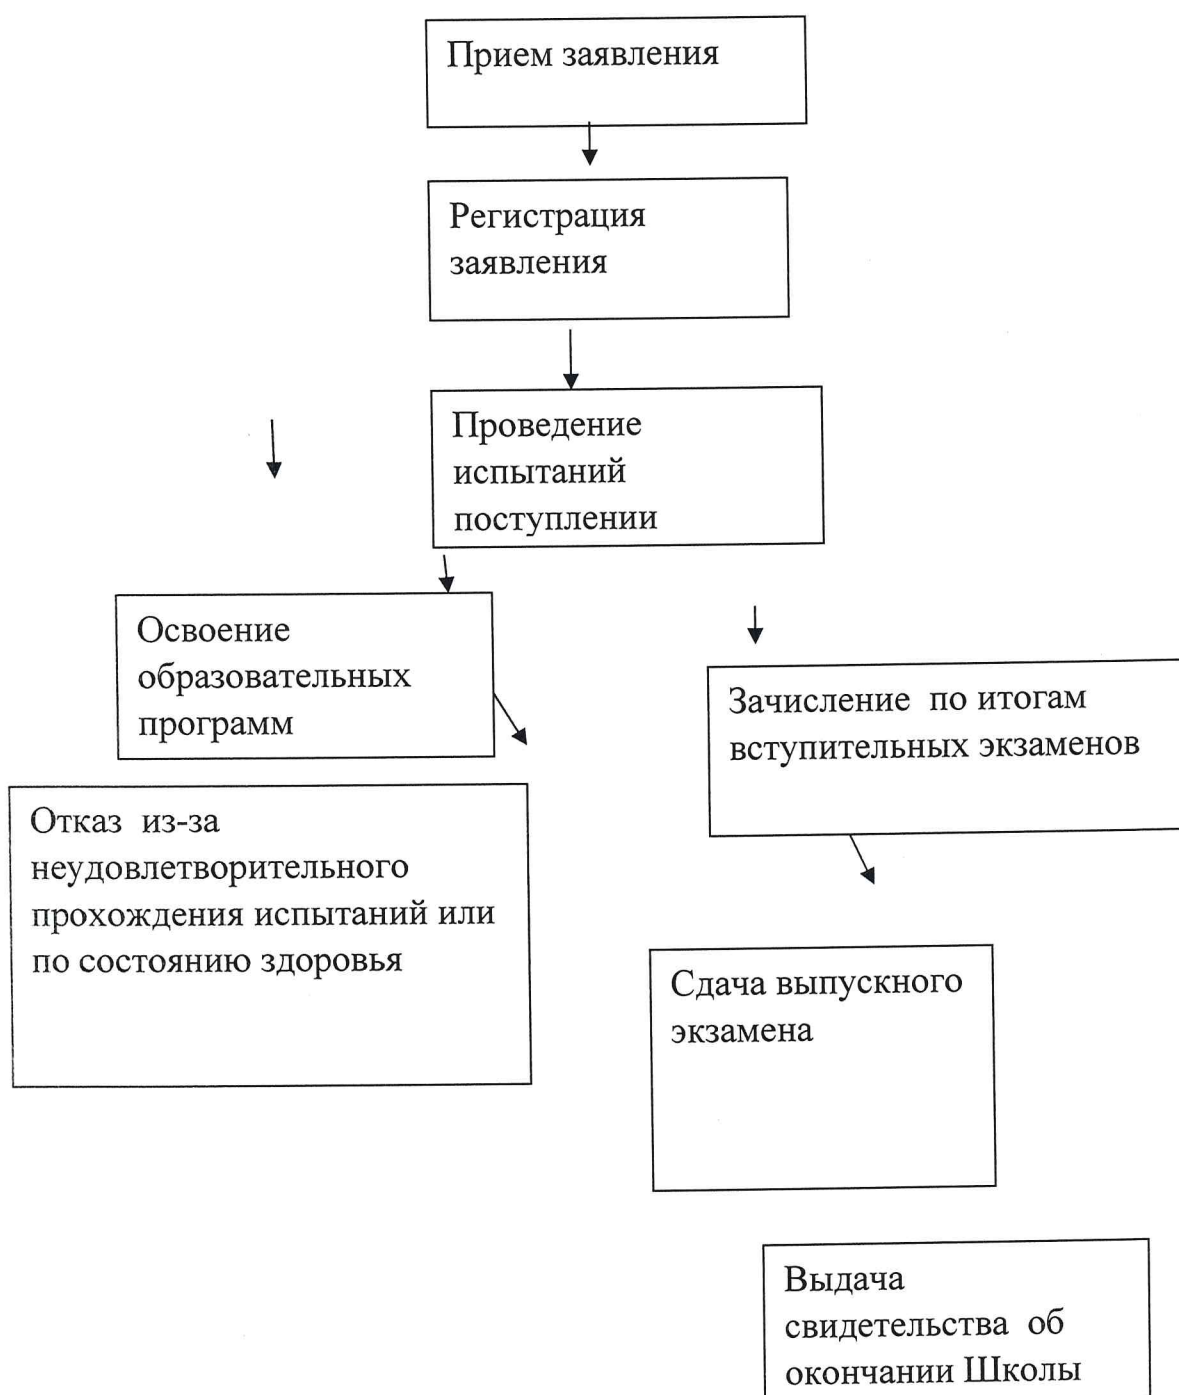 Прием заявления
Регистрация
заявления
Проведение
испытаний
поступлении
Освоение
образовательных
программ
Зачисление по итогам
вступительных экзаменов
Отказ из-за
неудовлетворительного
прохождения испытаний или
по состоянию здоровья
Сдача выпускного
экзамена
Выдача
свидетельства об
окончании Школы